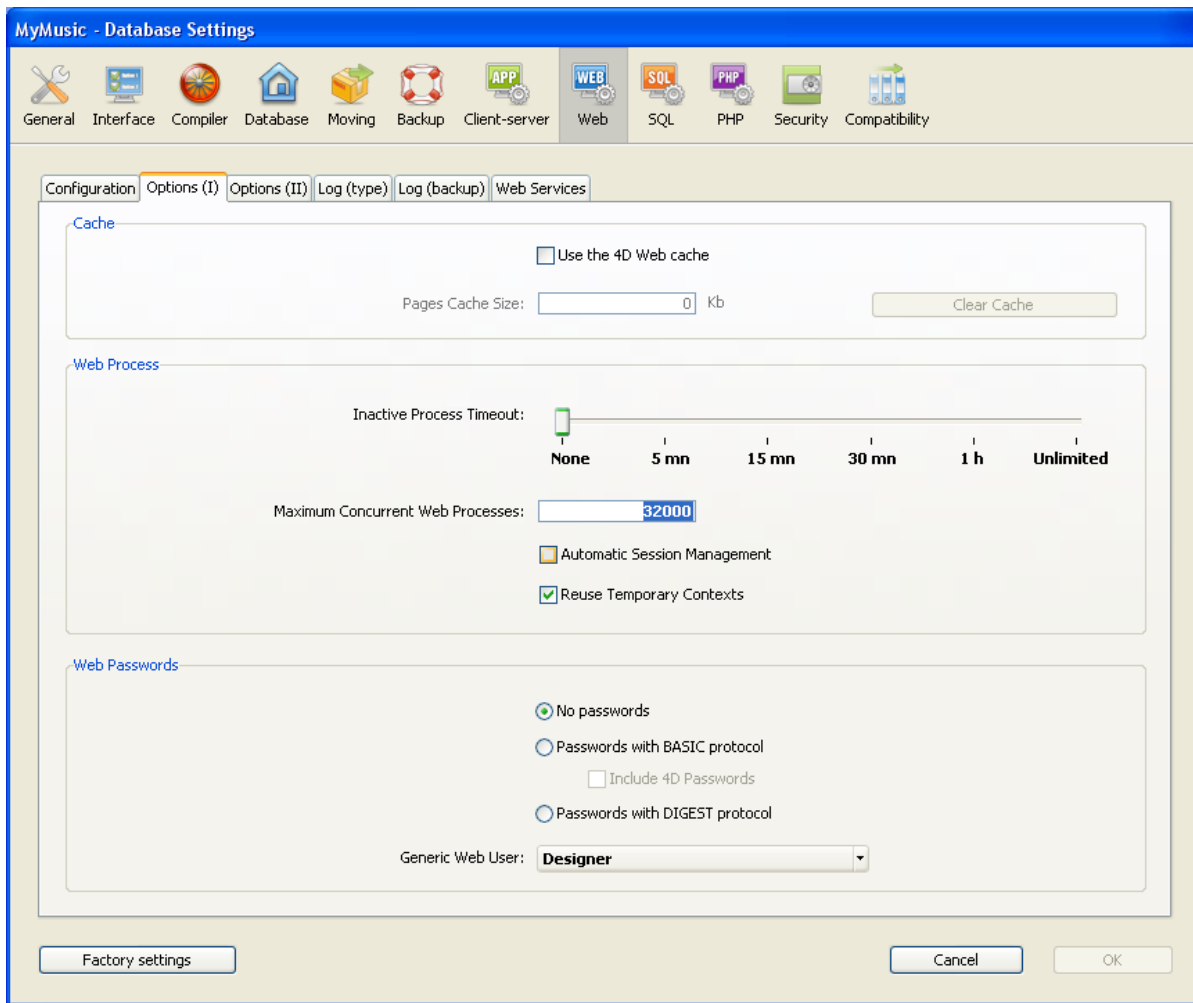 MyMusic - Database Settings
APP WEB SQL PHP
General Interface Compiler Database Moving Backup Client-server Web SQL PHP Security Compatibility
Configuration Options (I) Options (II) Log (type) Log (backup) Web Services
Cache
Use the 4D Web cache
Pages Cache Size: 0 Kb Clear Cache
Web Process
Inactive Process Timeout:
None 5 mn 15 mn 30 mn 1 h Unlimited
Maximum Concurrent Web Processes: 32000
Automatic Session Management
Reuse Temporary Contexts
Web Passwords
No passwords
Passwords with BASIC protocol
Include 4D Passwords
Passwords with DIGEST protocol
Generic Web User: Designer
Factory settings Cancel OK